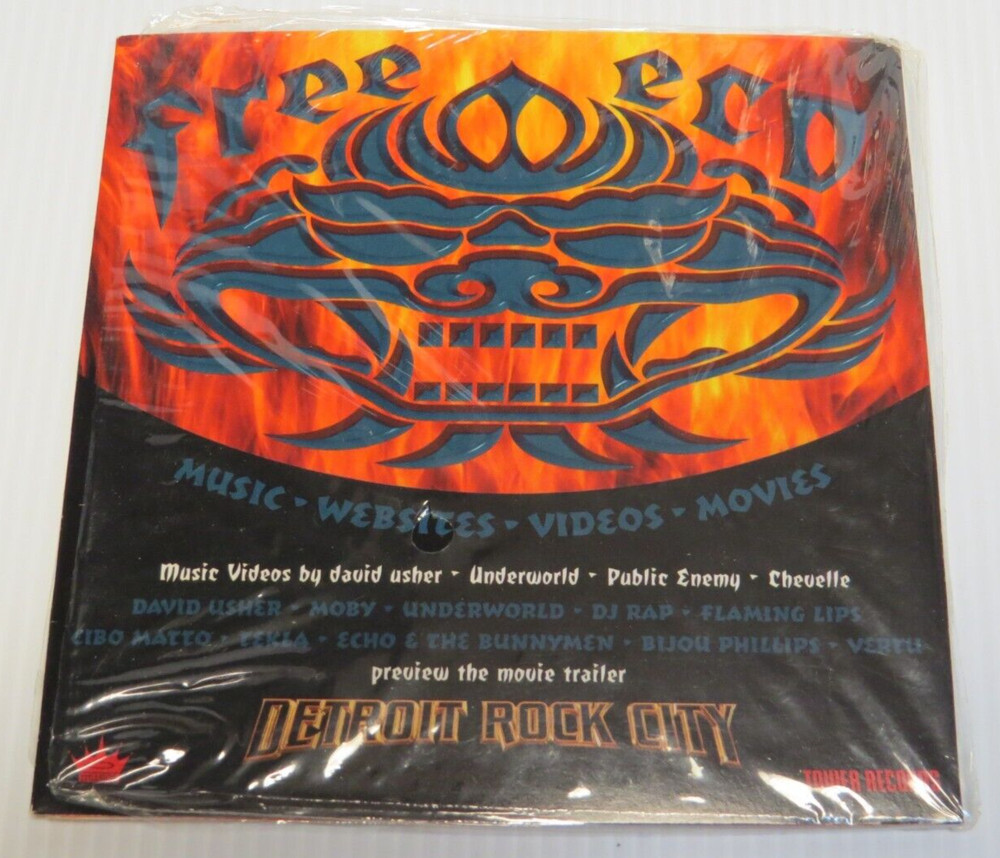 free ecd
MUSIC - WEBSITES - VIDEOS - MOVIES
Music Videos by david usher - Underworld - Public Enemy - Chevelle
DAVID USHER - MOBY - UNDERWORLD - DJ RAP - FLAMING LIPS
CIBO MATTO - TEKLA - ECHO & THE BUNNYMEN - BIJOU PHILLIPS - VERTU
preview the movie trailer
DETROIT ROCK CITY
TOWER RECORDS